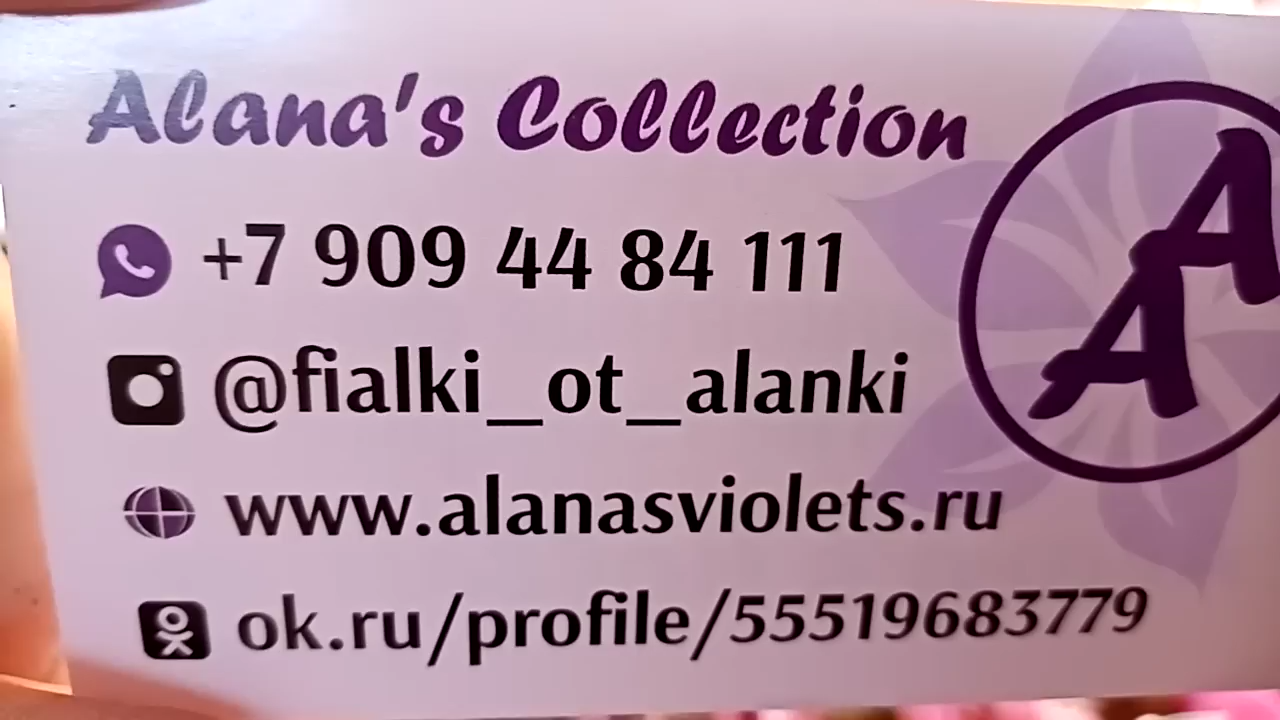 Alana's Collection
+7 909 44 84 111
@fialki_ot_alanki
www.alanasviolets.ru
ok.ru/profile/55519683779
A
A